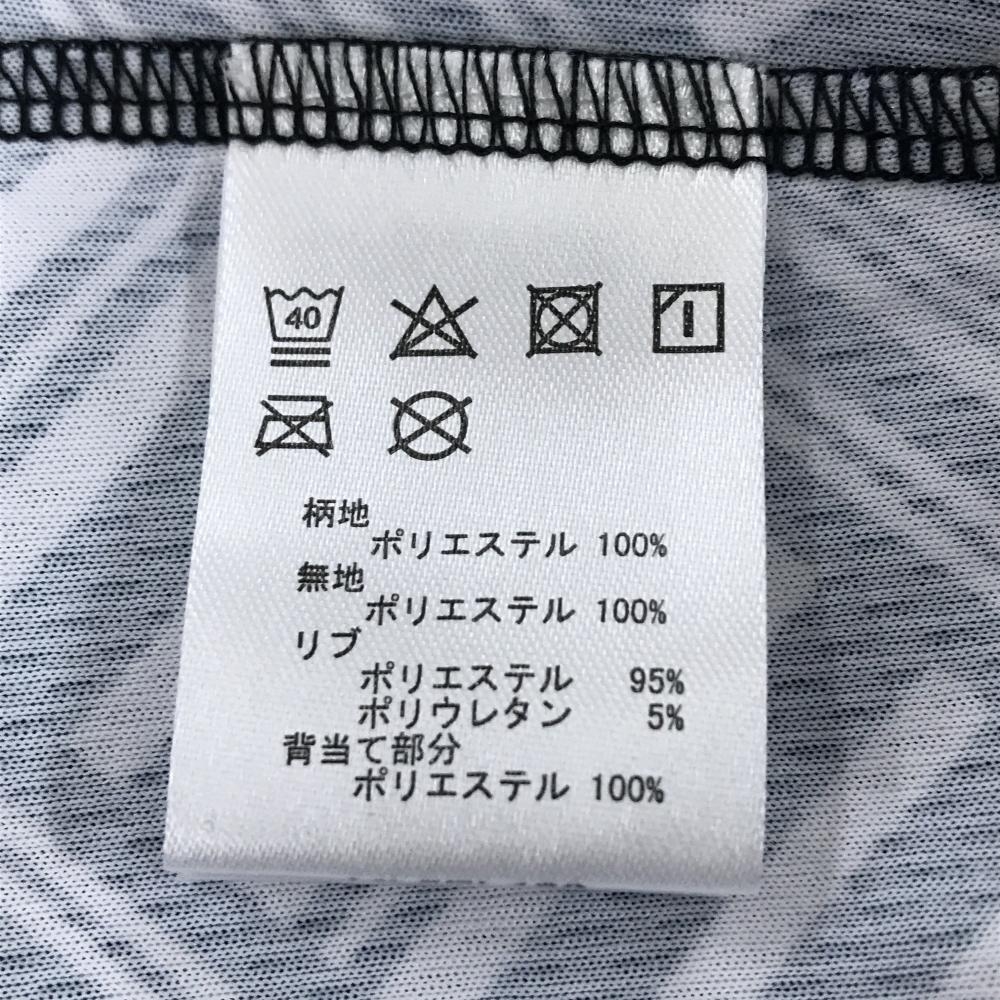 40
柄地
ポリエステル 100%
無地
ポリエステル 100%
リブ
ポリエステル 95%
ポリウレタン 5%
背当て部分
ポリエステル 100%